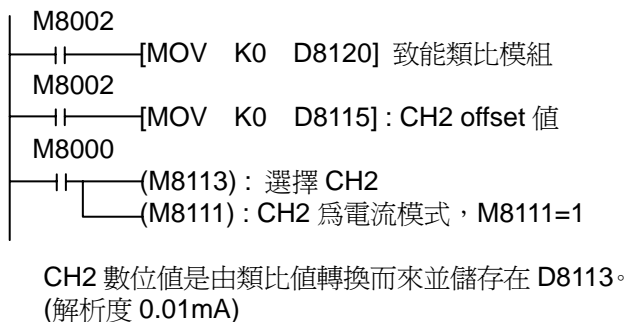 M8002
[MOV K0 D8120] 致能類比模組
M8002
[MOV K0 D8115] : CH2 offset 值
M8000
(M8113) : 選擇 CH2
(M8111) : CH2 為電流模式，M8111=1
CH2 數位值是由類比值轉換而來並儲存在 D8113。
(解析度 0.01mA)